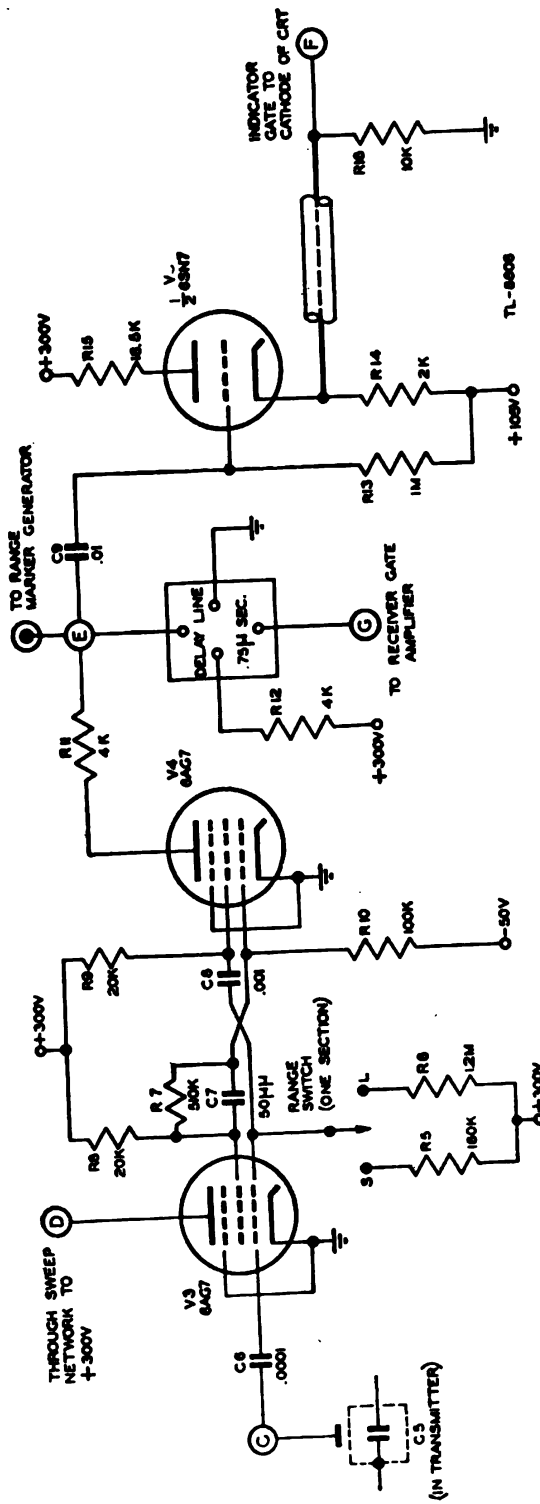 THROUGH SWEEP
NETWORK TO
+300V
D
V3
6AG7
C
C6
.0001
C5
(IN TRANSMITTER)
+300V
R8
20K
R9
20K
R7
510K
C7
50μμ
C8
.001
RANGE
SWITCH
(ONE SECTION)
S
L
R5
180K
R6
1.2M
+300V
R10
100K
-50V
V4
6AG7
R11
4K
TO RANGE
MARKER GENERATOR
E
C9
.01
DELAY LINE
.75μ SEC.
R12
4K
+300V
G
TO RECEIVER GATE
AMPLIFIER
+300V
R15
18.5K
1/2 6SN7
R13
1M
R14
2K
+105V
INDICATOR
GATE TO
CATHODE OF CRT
F
R16
10K
TL-8808